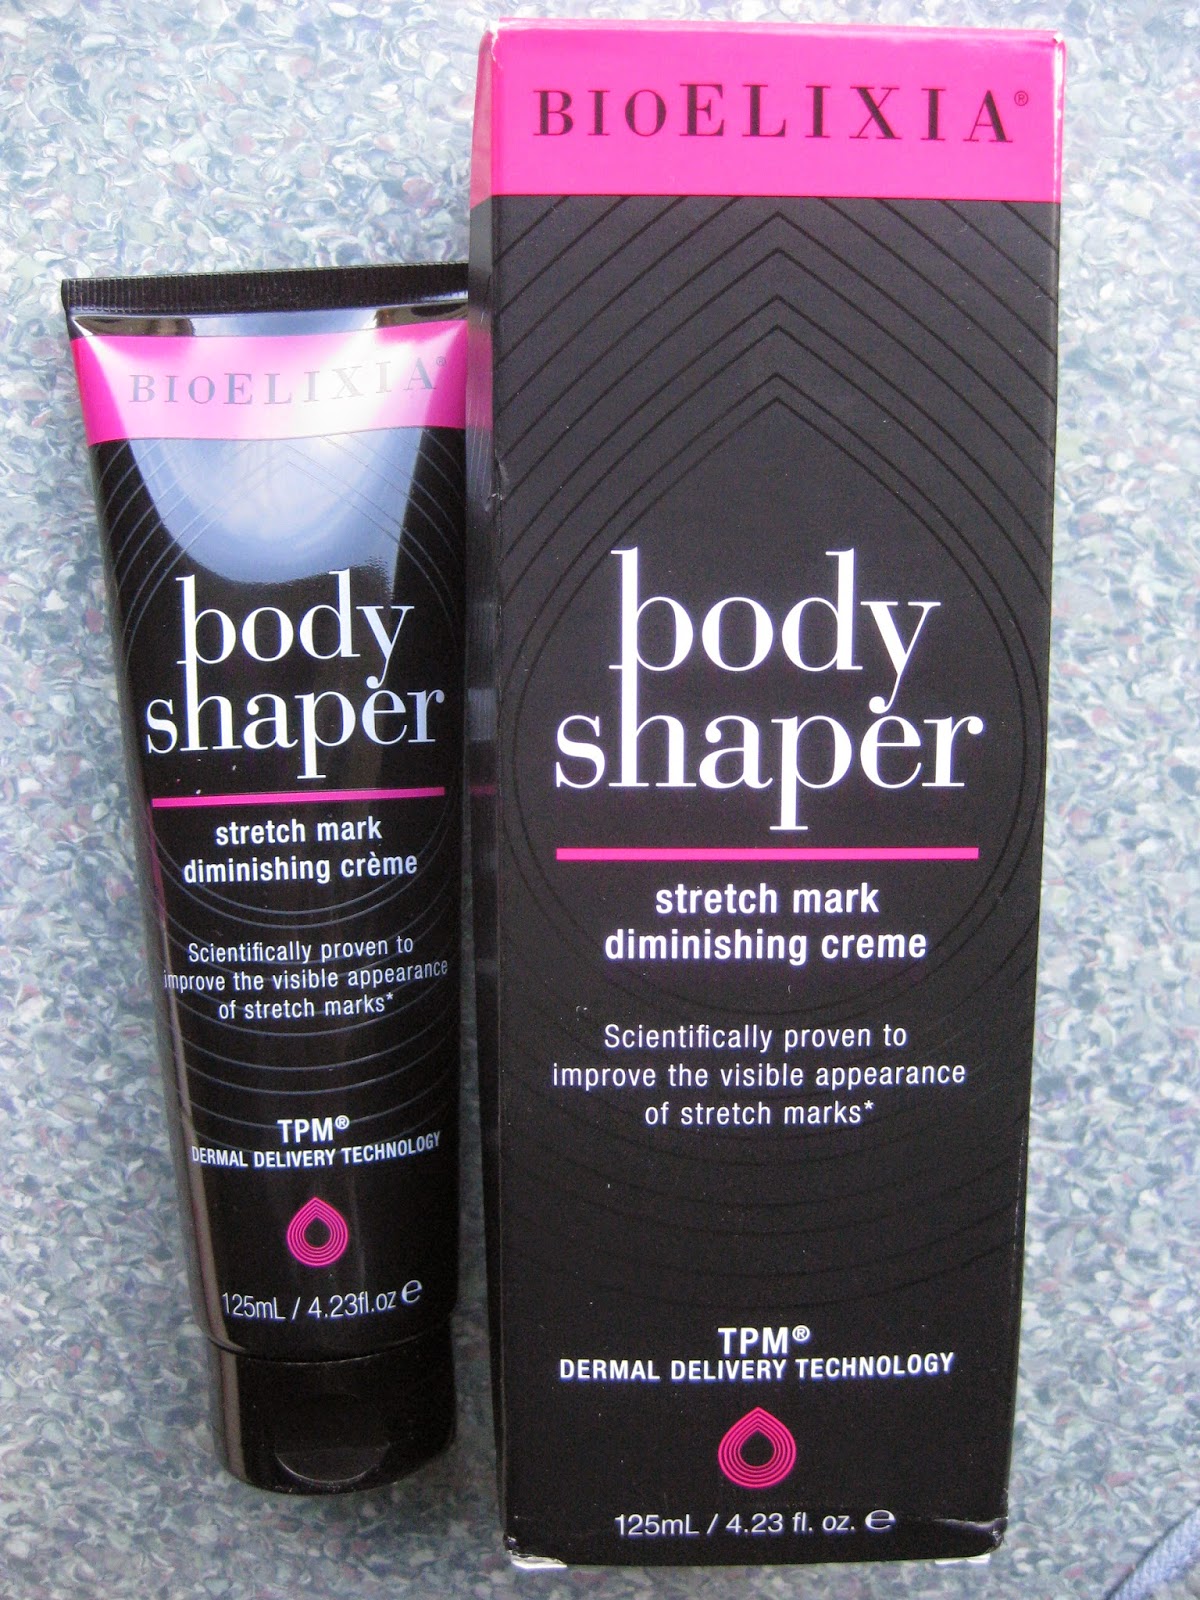 BIOELIXIA®
body
shaper
stretch mark
diminishing crème
Scientifically proven to
improve the visible appearance
of stretch marks*
TPM®
DERMAL DELIVERY TECHNOLOGY
125mL / 4.23fl.oz ℮
BIOELIXIA®
body
shaper
stretch mark
diminishing creme
Scientifically proven to
improve the visible appearance
of stretch marks*
TPM®
DERMAL DELIVERY TECHNOLOGY
125mL / 4.23 fl. oz. ℮